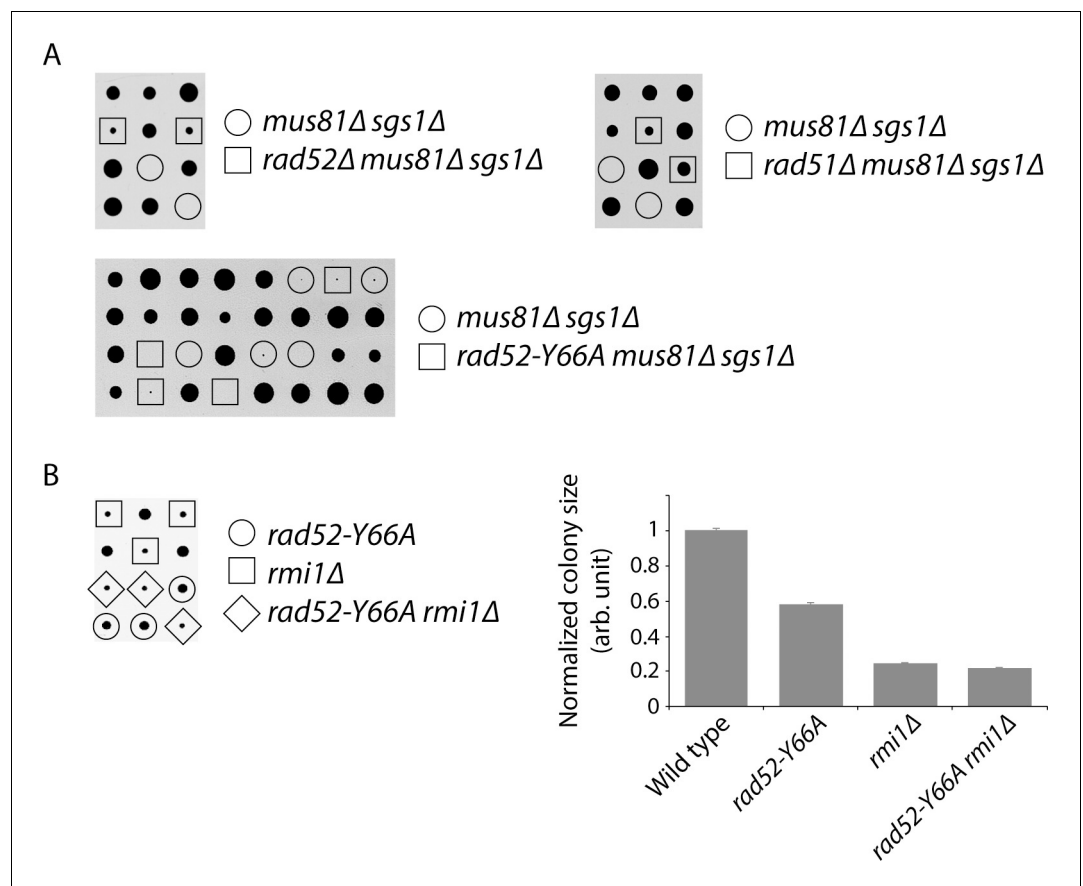 A
mus81Δ sgs1Δ
rad52Δ mus81Δ sgs1Δ
mus81Δ sgs1Δ
rad51Δ mus81Δ sgs1Δ
mus81Δ sgs1Δ
rad52-Y66A mus81Δ sgs1Δ
B
rad52-Y66A
rmi1Δ
rad52-Y66A rmi1Δ
Normalized colony size
(arb. unit)
1
0.8
0.6
0.4
0.2
0
Wild type
rad52-Y66A
rmi1Δ
rad52-Y66A rmi1Δ